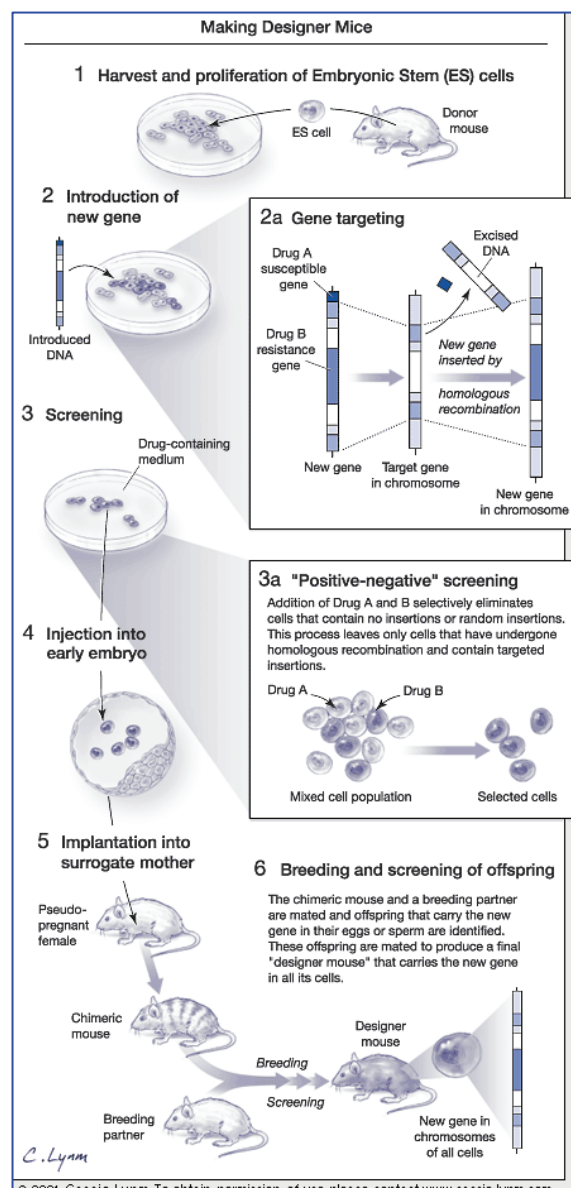 Making Designer Mice
1 Harvest and proliferation of Embryonic Stem (ES) cells
ES cell
Donor
mouse
2 Introduction of
new gene
Introduced
DNA
2a Gene targeting
Drug A
susceptible
gene
Excised
DNA
Drug B
resistance
gene
New gene
inserted by
homologous
recombination
New gene
Target gene
in chromosome
New gene
in chromosome
3 Screening
Drug-containing
medium
3a "Positive-negative" screening
Addition of Drug A and B selectively eliminates
cells that contain no insertions or random insertions.
This process leaves only cells that have undergone
homologous recombination and contain targeted
insertions.
Drug A
Drug B
Mixed cell population
Selected cells
4 Injection into
early embryo
5 Implantation into
surrogate mother
Pseudo-
pregnant
female
Chimeric
mouse
Breeding
partner
6 Breeding and screening of offspring
The chimeric mouse and a breeding partner
are mated and offspring that carry the new
gene in their eggs or sperm are identified.
These offspring are mated to produce a final
"designer mouse" that carries the new gene
in all its cells.
Designer
mouse
Breeding
Screening
New gene in
chromosomes
of all cells
C. Lynm